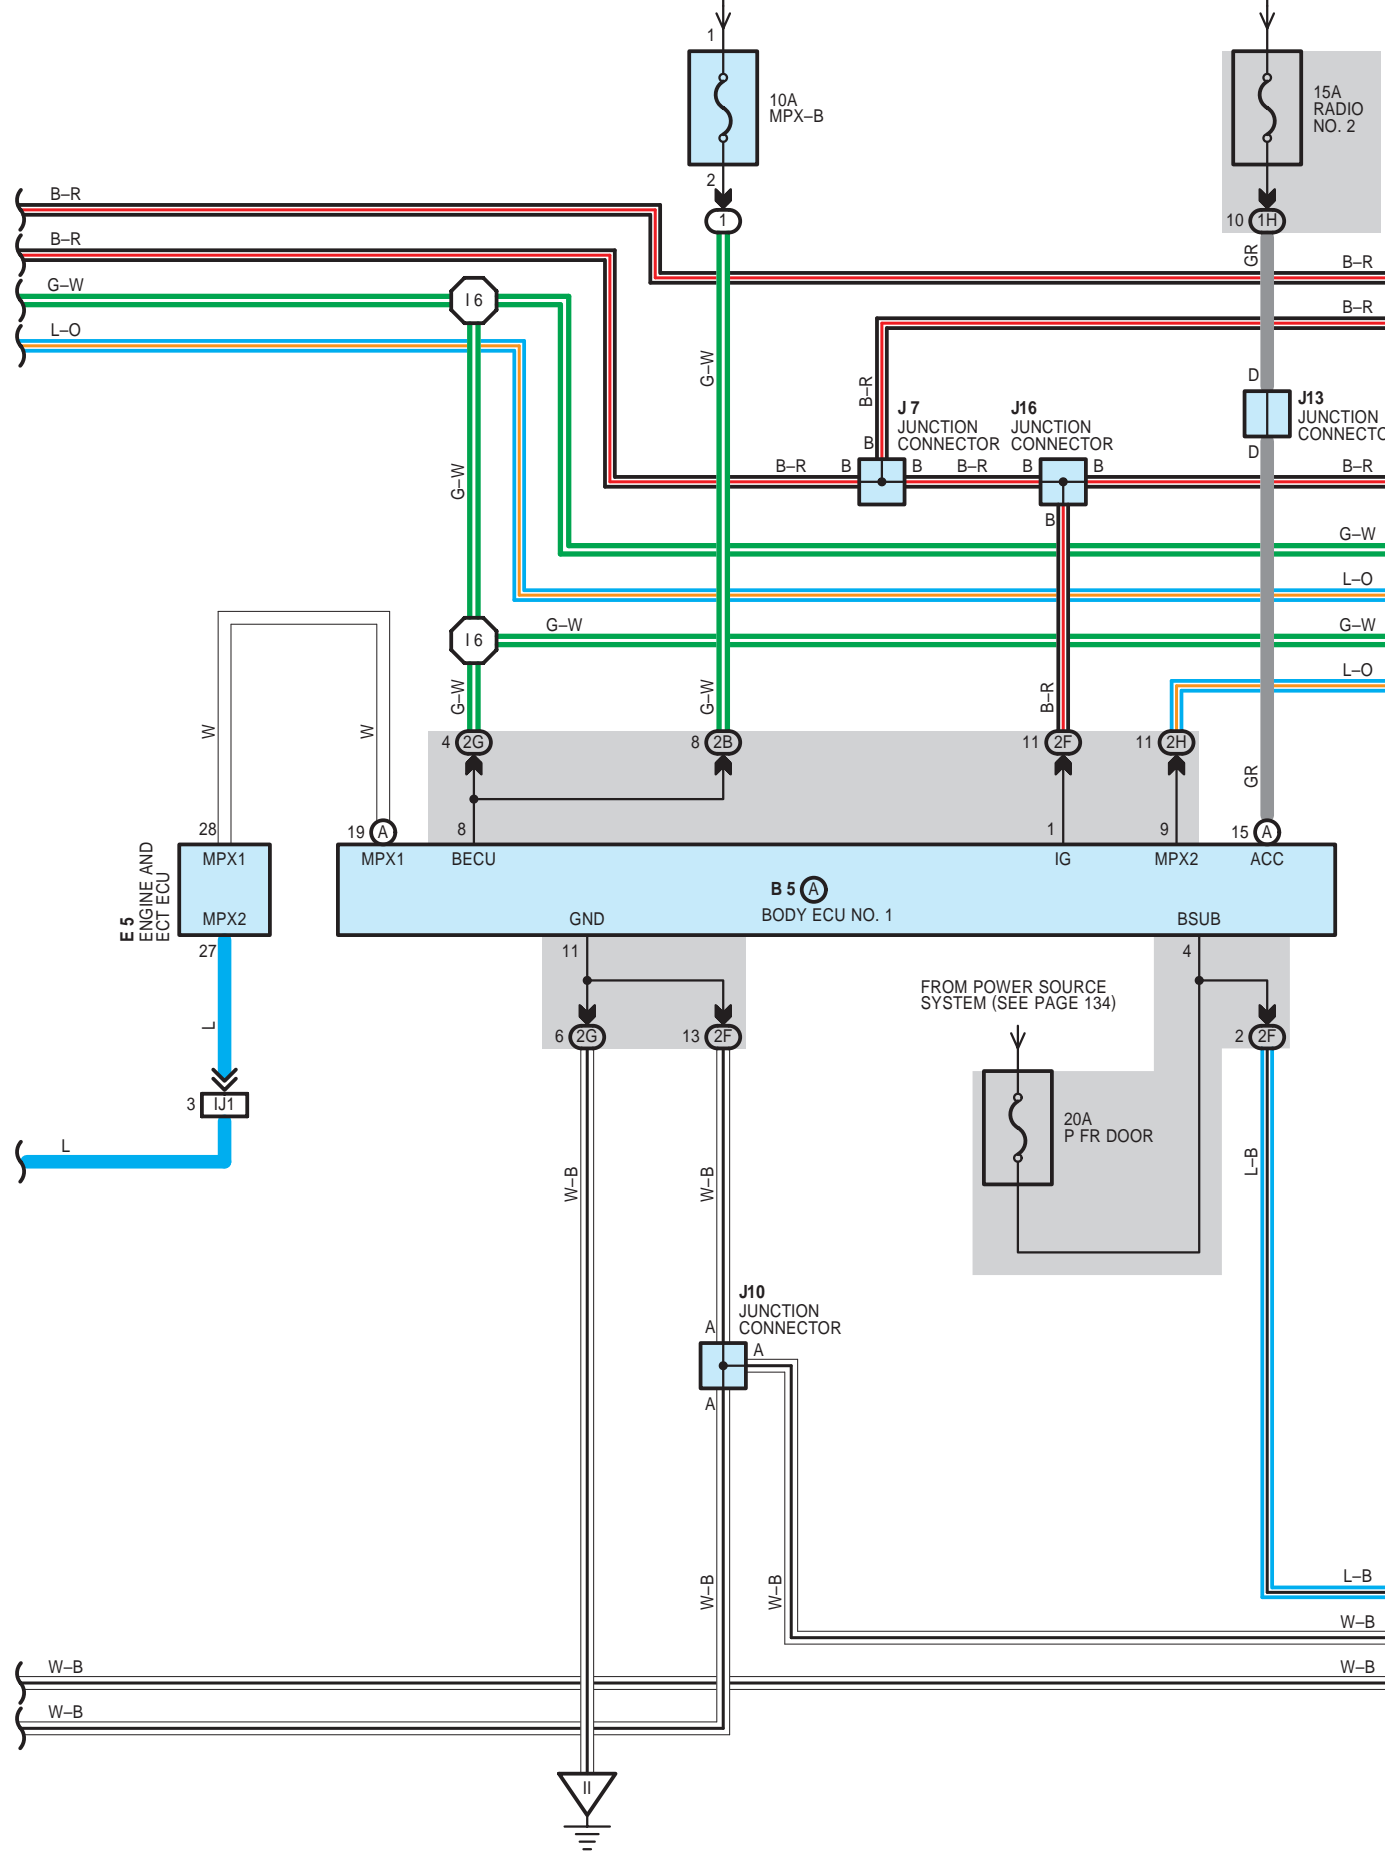 1
10A
MPX–B
2
1
15A
RADIO
NO. 2
10
1H
GR
B–R
B–R
G–W
L–O
I 6
B–R
B–R
G–W
B–R
D
J 7
JUNCTION
CONNECTOR
J16
JUNCTION
CONNECTOR
J13
JUNCTION
CONNECTO
D
B
B–R
B
B
B–R
B
B
B–R
G–W
B
G–W
L–O
I 6
G–W
G–W
L–O
G–W
G–W
B–R
W
W
4
2G
8
2B
11
2F
11
2H
GR
28
19
A
8
1
9
15
A
MPX1
MPX2
E 5
ENGINE AND
ECT ECU
27
MPX1
BECU
IG
MPX2
ACC
B 5
A
BODY ECU NO. 1
GND
BSUB
11
4
FROM POWER SOURCE
SYSTEM (SEE PAGE 134)
L
6
2G
13
2F
2
2F
3
IJ1
L
20A
P FR DOOR
W–B
W–B
L–B
J10
JUNCTION
CONNECTOR
A
A
A
W–B
W–B
L–B
W–B
W–B
W–B
W–B
II